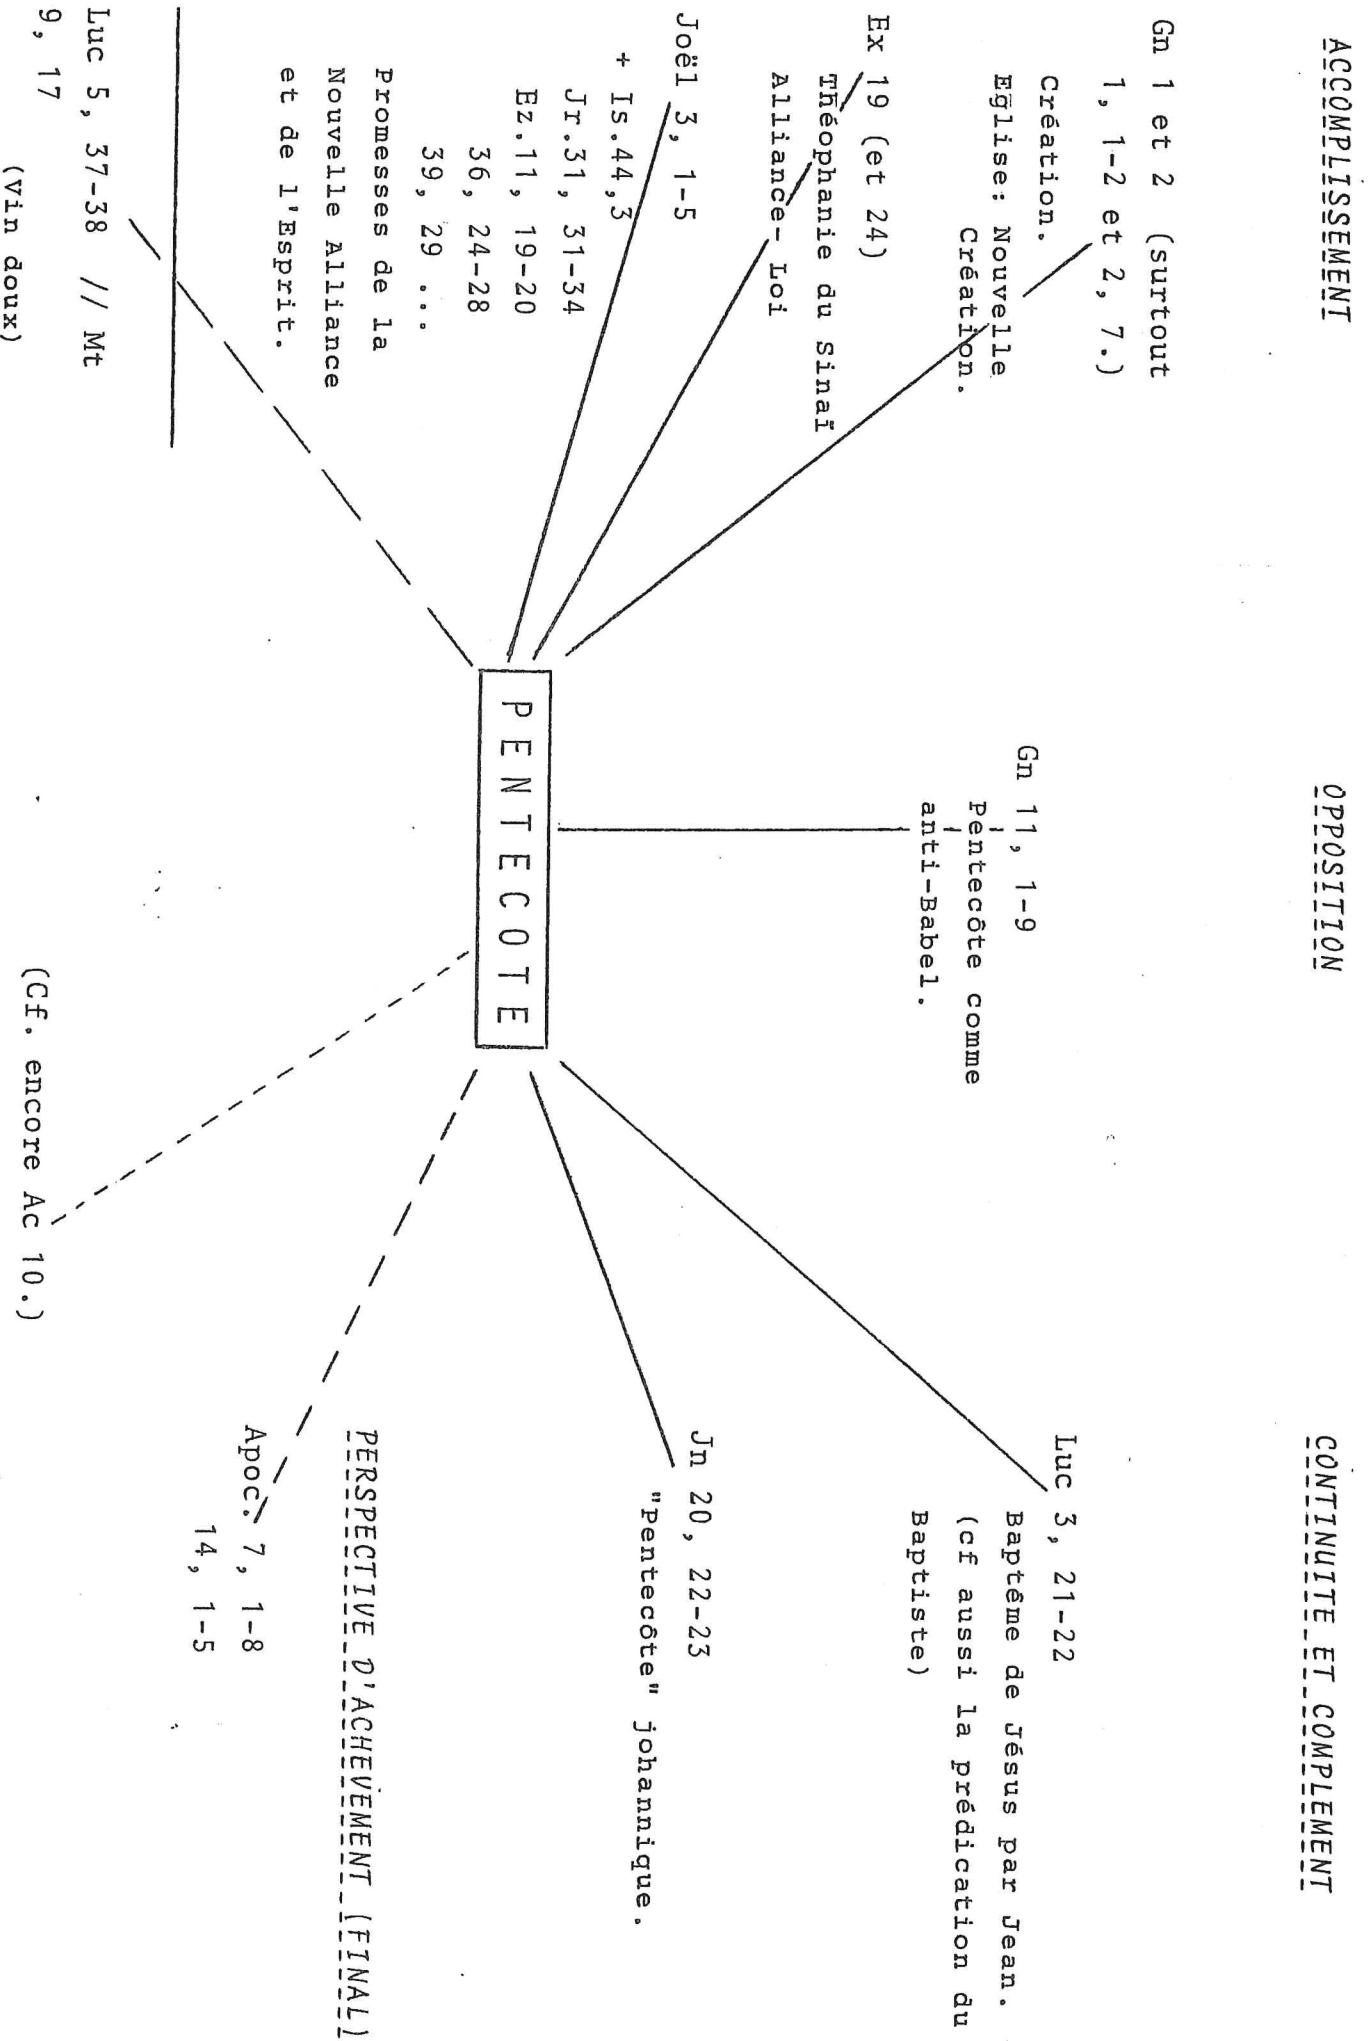 ACCOMPLISSEMENT
Gn 1 et 2 (surtout
1, 1-2 et 2, 7.)
Création.
Eglise: Nouvelle
Création.
Ex 19 (et 24)
Théophanie du Sinaï
Alliance- Loi
Joël 3, 1-5
+ Is.44,3
Jr.31, 31-34
Ez.11, 19-20
36, 24-28
39, 29 ...
Promesses de la
Nouvelle Alliance
et de l'Esprit.
Luc 5, 37-38 // Mt
9, 17
(vin doux)
OPPOSITION
Gn 11, 1-9
Pentecôte comme
anti-Babel.
PENTECOTE
(Cf. encore Ac 10.)
CONTINUITE ET COMPLEMENT
Luc 3, 21-22
Baptême de Jésus par Jean.
(cf aussi la prédication du
Baptiste)
Jn 20, 22-23
"Pentecôte" johannique.
PERSPECTIVE D'ACHEVEMENT (FINAL)
Apoc. 7, 1-8
14, 1-5